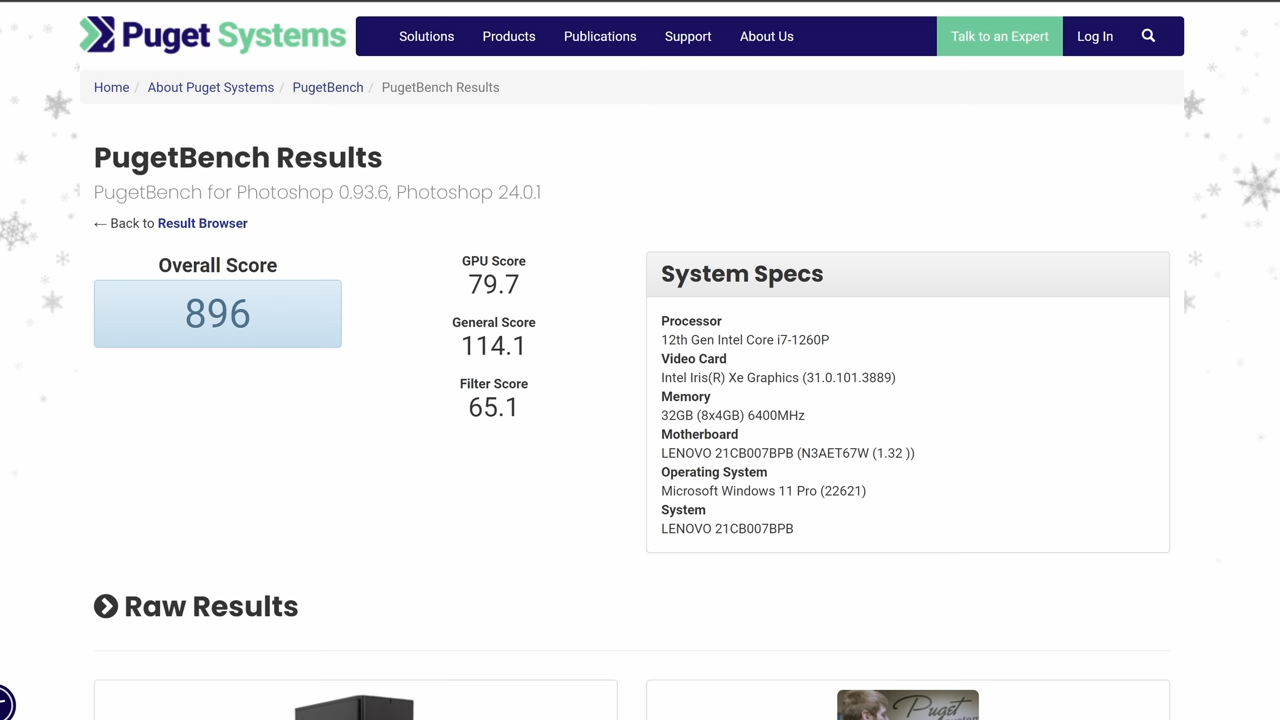 Puget Systems
Solutions Products Publications Support About Us Talk to an Expert Log In
Home / About Puget Systems / PugetBench / PugetBench Results
PugetBench Results
PugetBench for Photoshop 0.93.6, Photoshop 24.0.1
← Back to Result Browser
Overall Score
896
GPU Score
79.7
General Score
114.1
Filter Score
65.1
System Specs
Processor
12th Gen Intel Core i7-1260P
Video Card
Intel Iris(R) Xe Graphics (31.0.101.3889)
Memory
32GB (8x4GB) 6400MHz
Motherboard
LENOVO 21CB007BPB (N3AET67W (1.32 ))
Operating System
Microsoft Windows 11 Pro (22621)
System
LENOVO 21CB007BPB
Raw Results
Puget